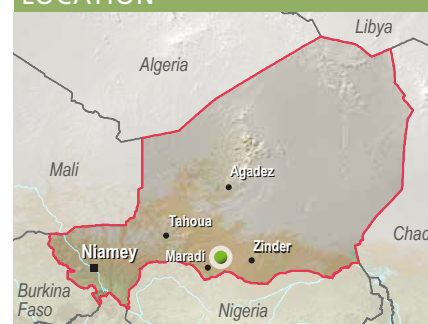 LOCATION
Libya
Algeria
Mali
Agadez
Tahoua
Niamey
Maradi
Zinder
Chad
Burkina
Faso
Nigeria